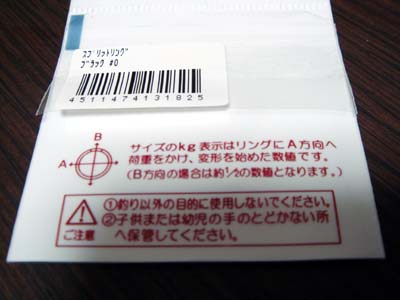 ｽﾌﾟﾘｯﾄﾘﾝｸﾞ
ﾌﾞﾗｯｸ #0
4511474131825
B
A
サイズのkg表示はリングにA方向へ
荷重をかけ、変形を始めた数値です。
(B方向の場合は約½の数値となります。)
ご注意
①釣り以外の目的に使用しないでください。
②子供または幼児の手のとどかない所
へ保管してください。